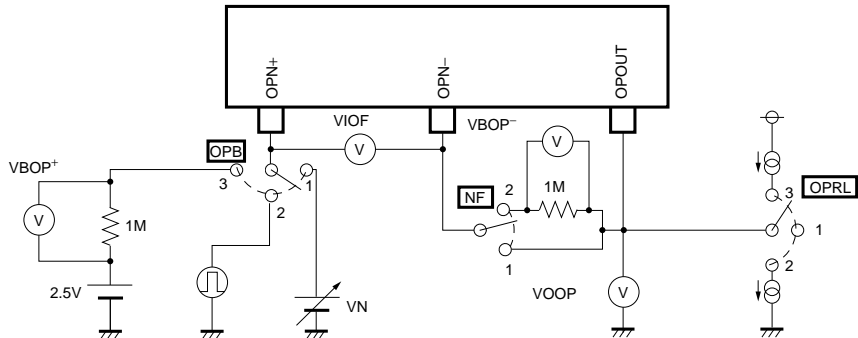 OPN+
OPN−
OPOUT
VIOF
VBOP−
VBOP+
OPB
V
V
3
1
2
V
1M
NF
2
1M
1
3
OPRL
1
2
2.5V
VN
VOOP
V